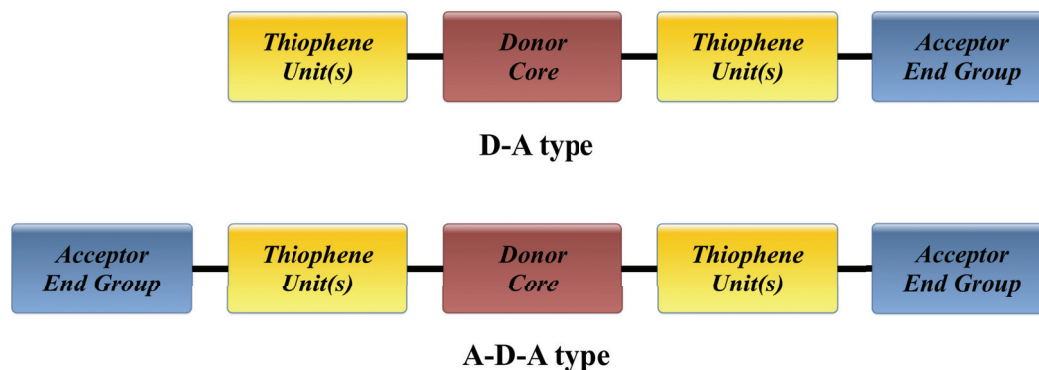 Thiophene Unit(s)
Donor Core
Thiophene Unit(s)
Acceptor End Group
D-A type
Acceptor End Group
Thiophene Unit(s)
Donor Core
Thiophene Unit(s)
Acceptor End Group
A-D-A type